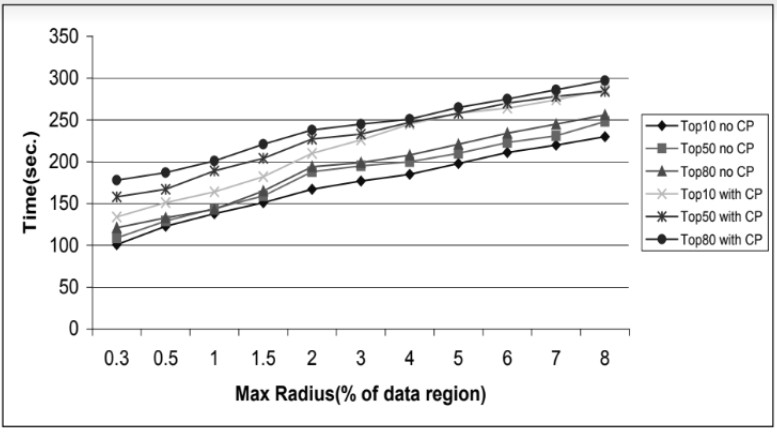 350
300
250
200
150
100
50
0
Time(sec.)
0.3 0.5 1 1.5 2 3 4 5 6 7 8
Max Radius(% of data region)
Top10 no CP
Top50 no CP
Top80 no CP
Top10 with CP
Top50 with CP
Top80 with CP